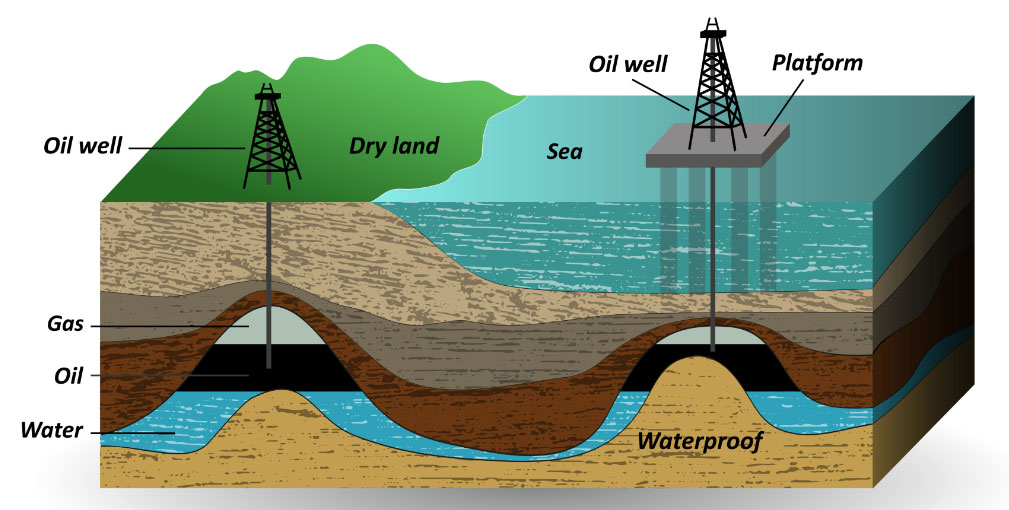 Oil well
Platform
Oil well
Dry land
Sea
Gas
Oil
Water
Waterproof